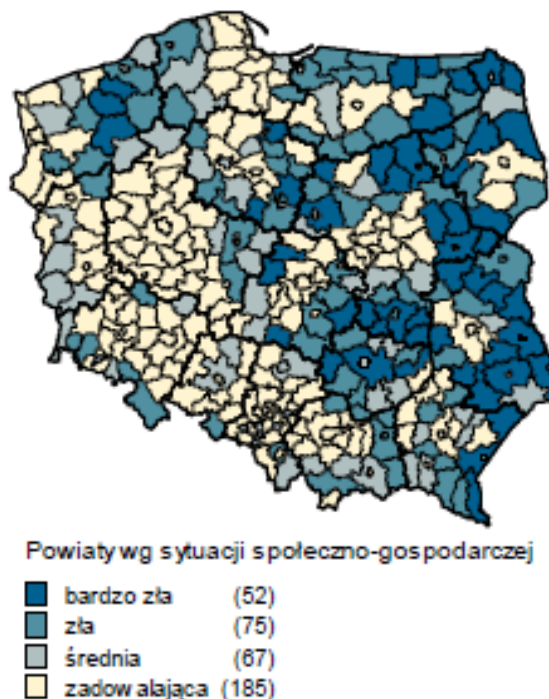 Powiaty wg sytuacji społeczno-gospodarczej
bardzo zła (52)
zła (75)
średnia (67)
zadowalająca (185)